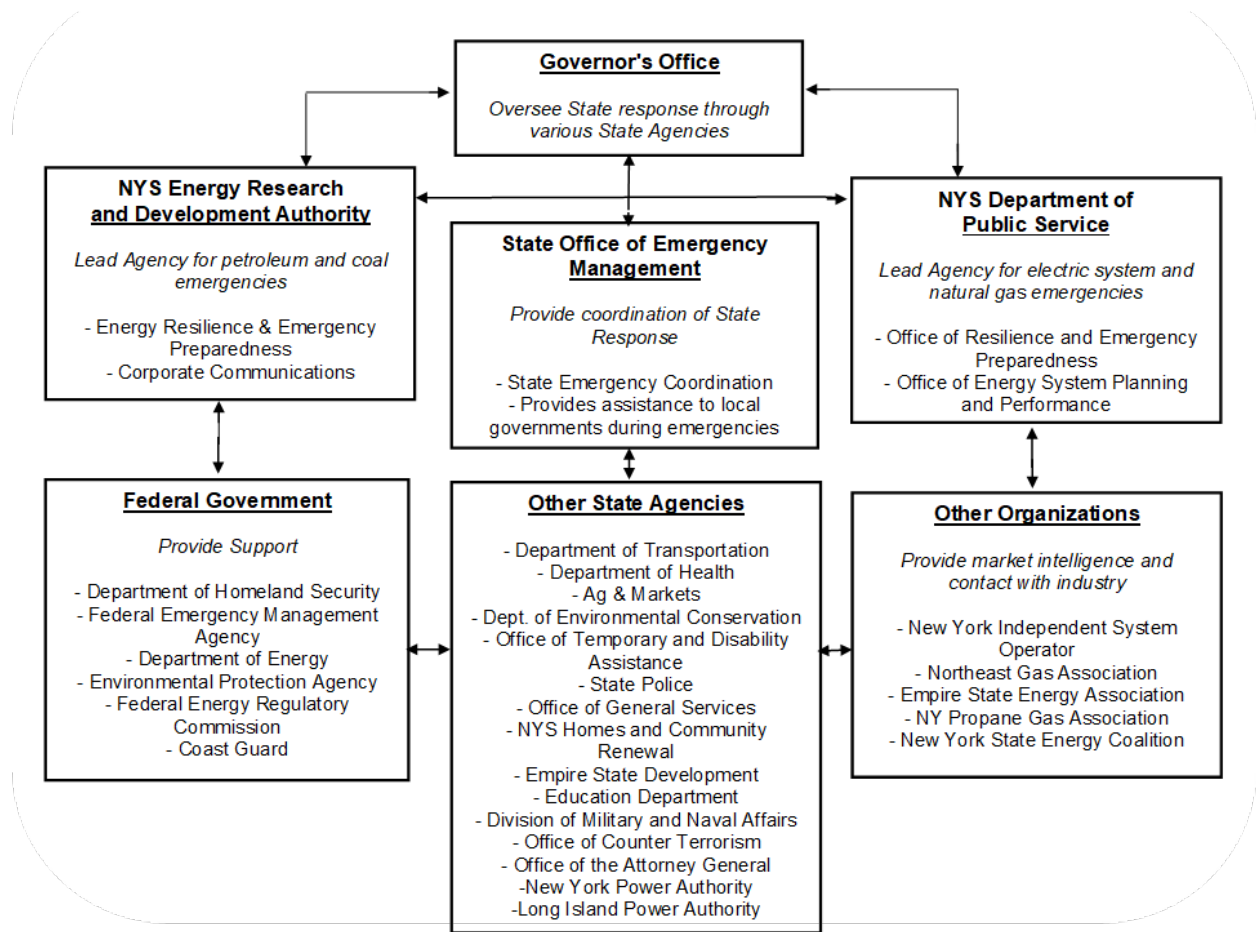 Governor's Office
Oversee State response through
various State Agencies
NYS Energy Research
and Development Authority
Lead Agency for petroleum and coal
emergencies
- Energy Resilience & Emergency
Preparedness
- Corporate Communications
State Office of Emergency
Management
Provide coordination of State
Response
- State Emergency Coordination
- Provides assistance to local
governments during emergencies
NYS Department of
Public Service
Lead Agency for electric system and
natural gas emergencies
- Office of Resilience and Emergency
Preparedness
- Office of Energy System Planning
and Performance
Federal Government
Provide Support
- Department of Homeland Security
- Federal Emergency Management
Agency
- Department of Energy
- Environmental Protection Agency
- Federal Energy Regulatory
Commission
- Coast Guard
Other State Agencies
- Department of Transportation
- Department of Health
- Ag & Markets
- Dept. of Environmental Conservation
- Office of Temporary and Disability
Assistance
- State Police
- Office of General Services
- NYS Homes and Community
Renewal
- Empire State Development
- Education Department
- Division of Military and Naval Affairs
- Office of Counter Terrorism
- Office of the Attorney General
-New York Power Authority
-Long Island Power Authority
Other Organizations
Provide market intelligence and
contact with industry
- New York Independent System
Operator
- Northeast Gas Association
- Empire State Energy Association
- NY Propane Gas Association
- New York State Energy Coalition